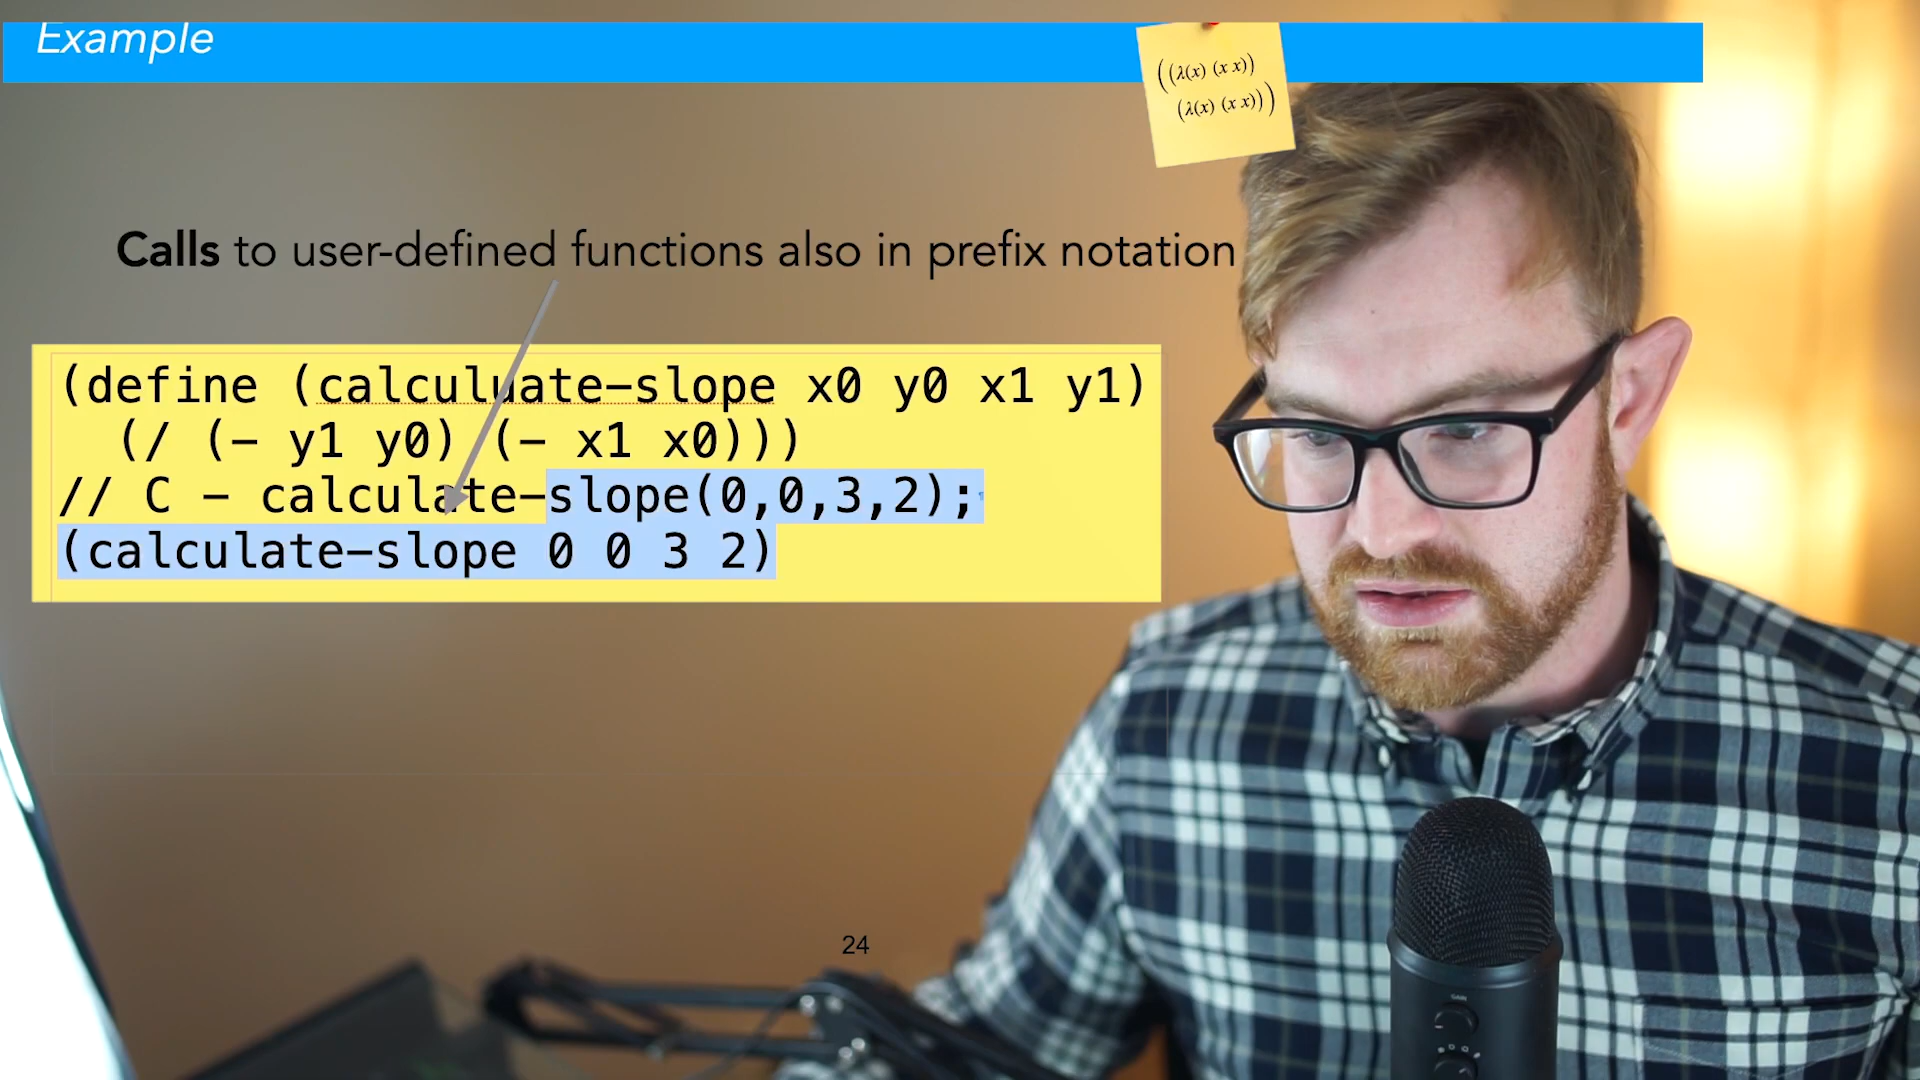 Example
((λ(x) (x x))
(λ(x) (x x)))
Calls to user-defined functions also in prefix notation
(define (calculuate-slope x0 y0 x1 y1)
(/ (- y1 y0) (- x1 x0)))
// C - calculate-slope(0,0,3,2);
(calculate-slope 0 0 3 2)
24